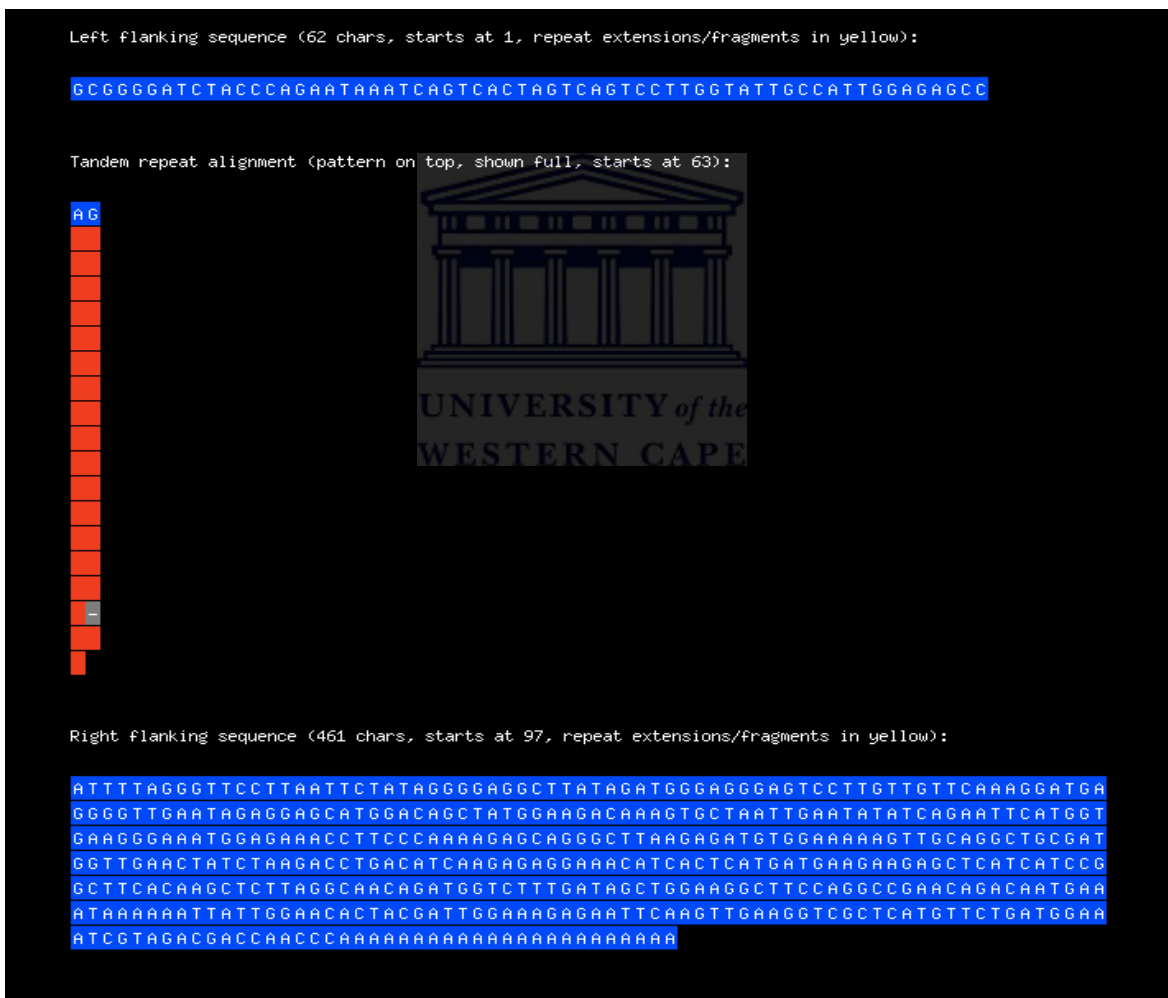 Left flanking sequence (62 chars, starts at 1, repeat extensions/fragments in yellow):
GCGGGGATCTACCCAGAATAAATCAGTCACTAGTCAGTCCTTGGTATTGCCATTGGAGAGCC
Tandem repeat alignment (pattern on top, shown full, starts at 63):
AG
-
UNIVERSITY of the
WESTERN CAPE
Right flanking sequence (461 chars, starts at 97, repeat extensions/fragments in yellow):
ATTTTAGGGTTCCTTAATTCTATAGGGGAGGCTTATAGATGGGAGGGAGTCCTTGTTGTTCAAAGGATGA
GGGGTTGAATAGAGGAGCATGGACAGCTATGGAAGACAAAGTGCTAATTGAATATATCAGAATTCATGGT
GAAGGGAAATGGAGAAACCTTCCCAAAAGAGCAGGGCTTAAGAGATGTGGAAAAAGTTGCAGGCTGCGAT
GGTTGAACTATCTAAGACCTGACATCAAGAGAGGAAACATCACTCATGATGAAGAAGAGCTCATCATCCG
GCTTCACAAGCTCTTAGGCAACAGATGGTCTTTGATAGCTGGAAGGCTTCCAGGCCGAACAGACAATGAA
ATAAAAAATTATTGGAACACTACGATTGGAAAGAGAATTCAAGTTGAAGGTCGCTCATGTTCTGATGGAA
ATCGTAGACGACCAACCCAAAAAAAAAAAAAAAAAAAAAAA